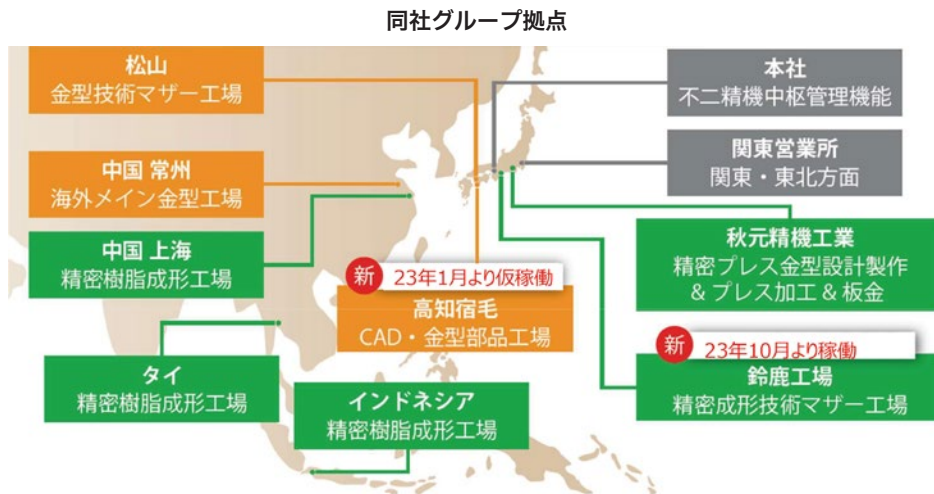 同社グループ拠点
松山
金型技術マザー工場
中国 常州
海外メイン金型工場
中国 上海
精密樹脂成形工場
タイ
精密樹脂成形工場
インドネシア
精密樹脂成形工場
新
23年1月より仮稼働
高知宿毛
CAD・金型部品工場
本社
不二精機中枢管理機能
関東営業所
関東・東北方面
秋元精機工業
精密プレス金型設計製作
&プレス加工&板金
新
23年10月より稼働
鈴鹿工場
精密成形技術マザー工場